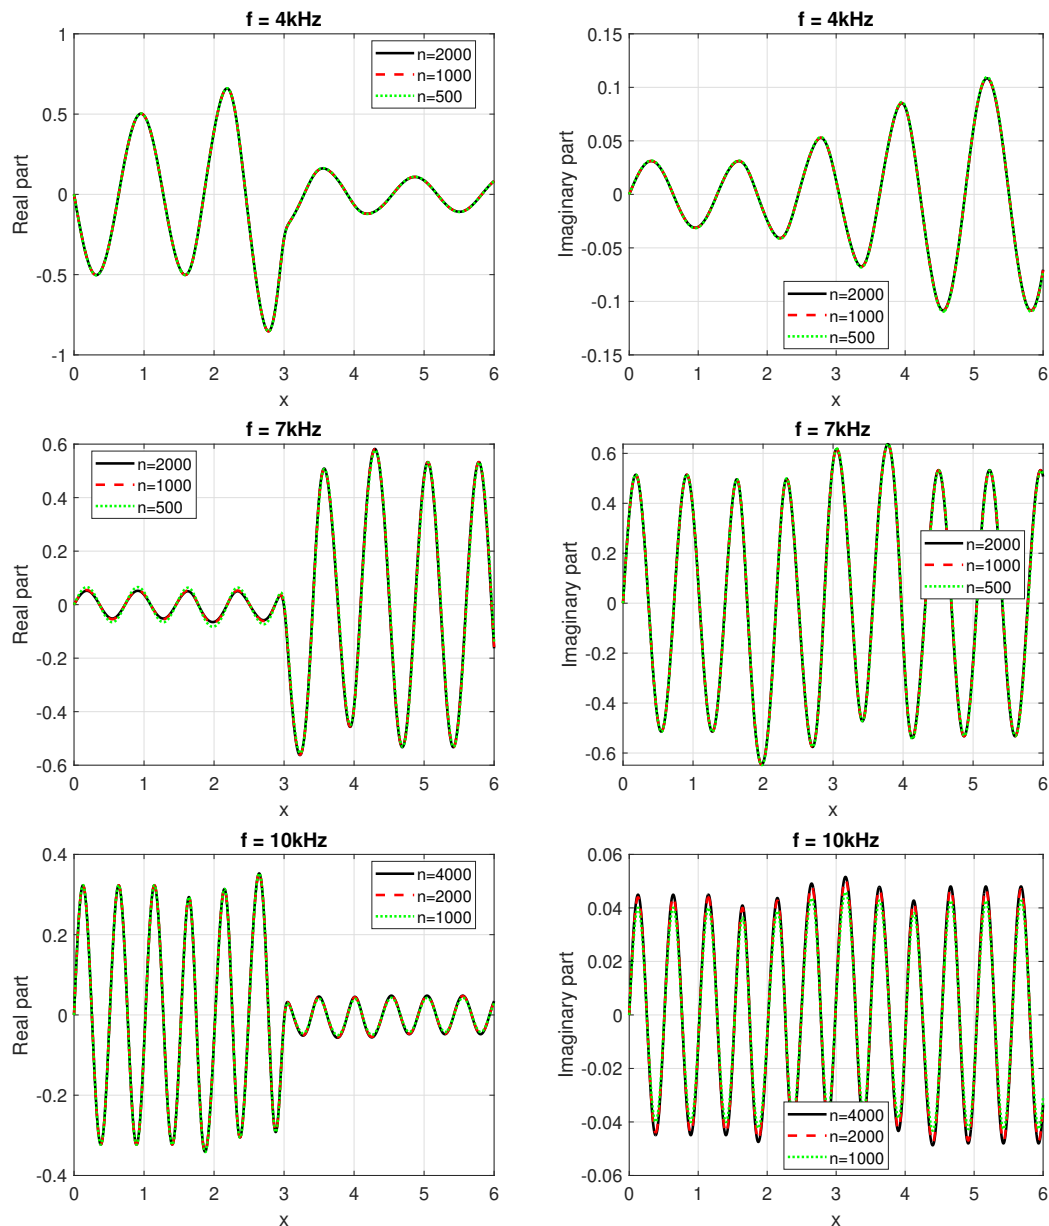 f = 4kHz
1
0.5
0
-0.5
-1
Real part
0 1 2 3 4 5 6
x
n=2000
n=1000
n=500
f = 4kHz
0.15
0.1
0.05
0
-0.05
-0.1
-0.15
Imaginary part
0 1 2 3 4 5 6
x
n=2000
n=1000
n=500
f = 7kHz
0.6
0.4
0.2
0
-0.2
-0.4
-0.6
Real part
0 1 2 3 4 5 6
x
n=2000
n=1000
n=500
f = 7kHz
0.6
0.4
0.2
0
-0.2
-0.4
-0.6
Imaginary part
0 1 2 3 4 5 6
x
n=2000
n=1000
n=500
f = 10kHz
0.4
0.2
0
-0.2
-0.4
Real part
0 1 2 3 4 5 6
x
n=4000
n=2000
n=1000
f = 10kHz
0.06
0.04
0.02
0
-0.02
-0.04
-0.06
Imaginary part
0 1 2 3 4 5 6
x
n=4000
n=2000
n=1000